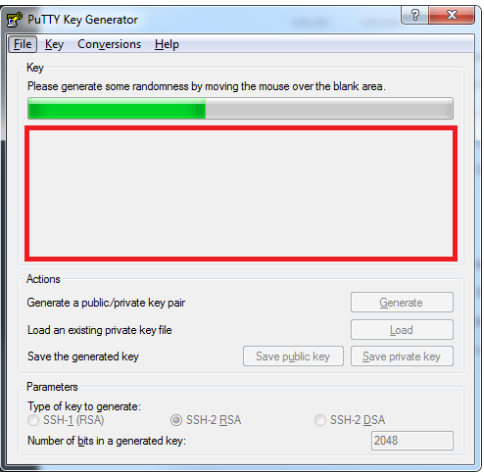 PuTTY Key Generator
File Key Conversions Help
Key
Please generate some randomness by moving the mouse over the blank area.
Actions
Generate a public/private key pair
Generate
Load an existing private key file
Load
Save the generated key
Save public key
Save private key
Parameters
Type of key to generate:
SSH-1 (RSA)
SSH-2 RSA
SSH-2 DSA
Number of bits in a generated key:
2048